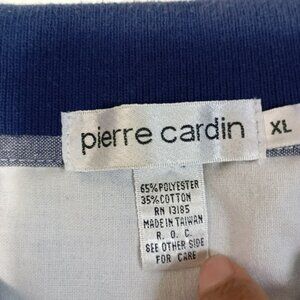 pierre cardin
XL
65% POLYESTER
35% COTTON
RN 13185
MADE IN TAIWAN
R. O. C.
SEE OTHER SIDE
FOR CARE